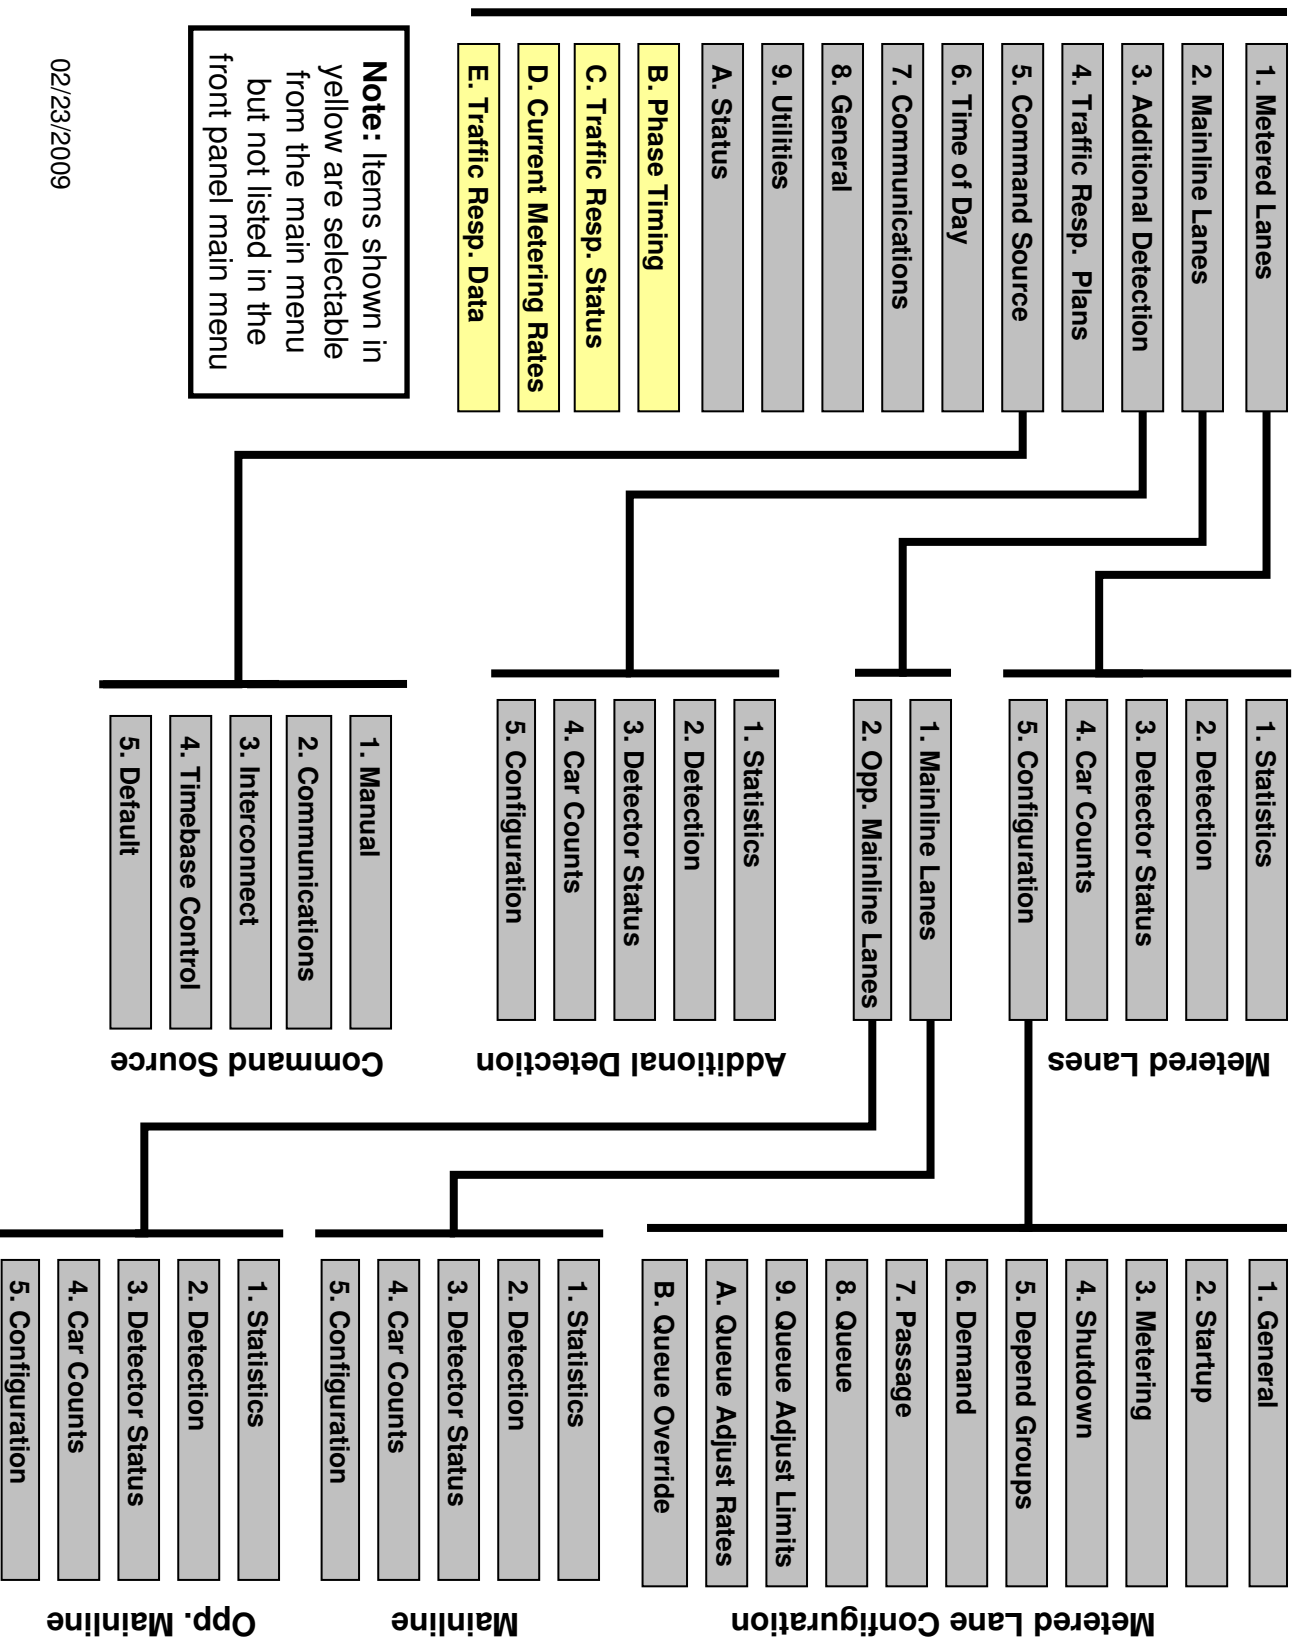 1. Metered Lanes
2. Mainline Lanes
3. Additional Detection
4. Traffic Resp. Plans
5. Command Source
6. Time of Day
7. Communications
8. General
9. Utilities
A. Status
B. Phase Timing
C. Traffic Resp. Status
D. Current Metering Rates
E. Traffic Resp. Data
Note: Items shown in
yellow are selectable
from the main menu
but not listed in the
front panel main menu
02/23/2009
Metered Lanes
1. Statistics
2. Detection
3. Detector Status
4. Car Counts
5. Configuration
1. Mainline Lanes
2. Opp. Mainline Lanes
Additional Detection
1. Statistics
2. Detection
3. Detector Status
4. Car Counts
5. Configuration
Command Source
1. Manual
2. Communications
3. Interconnect
4. Timebase Control
5. Default
Metered Lane Configuration
1. General
2. Startup
3. Metering
4. Shutdown
5. Depend Groups
6. Demand
7. Passage
8. Queue
9. Queue Adjust Limits
A. Queue Adjust Rates
B. Queue Override
Mainline
1. Statistics
2. Detection
3. Detector Status
4. Car Counts
5. Configuration
Opp. Mainline
1. Statistics
2. Detection
3. Detector Status
4. Car Counts
5. Configuration